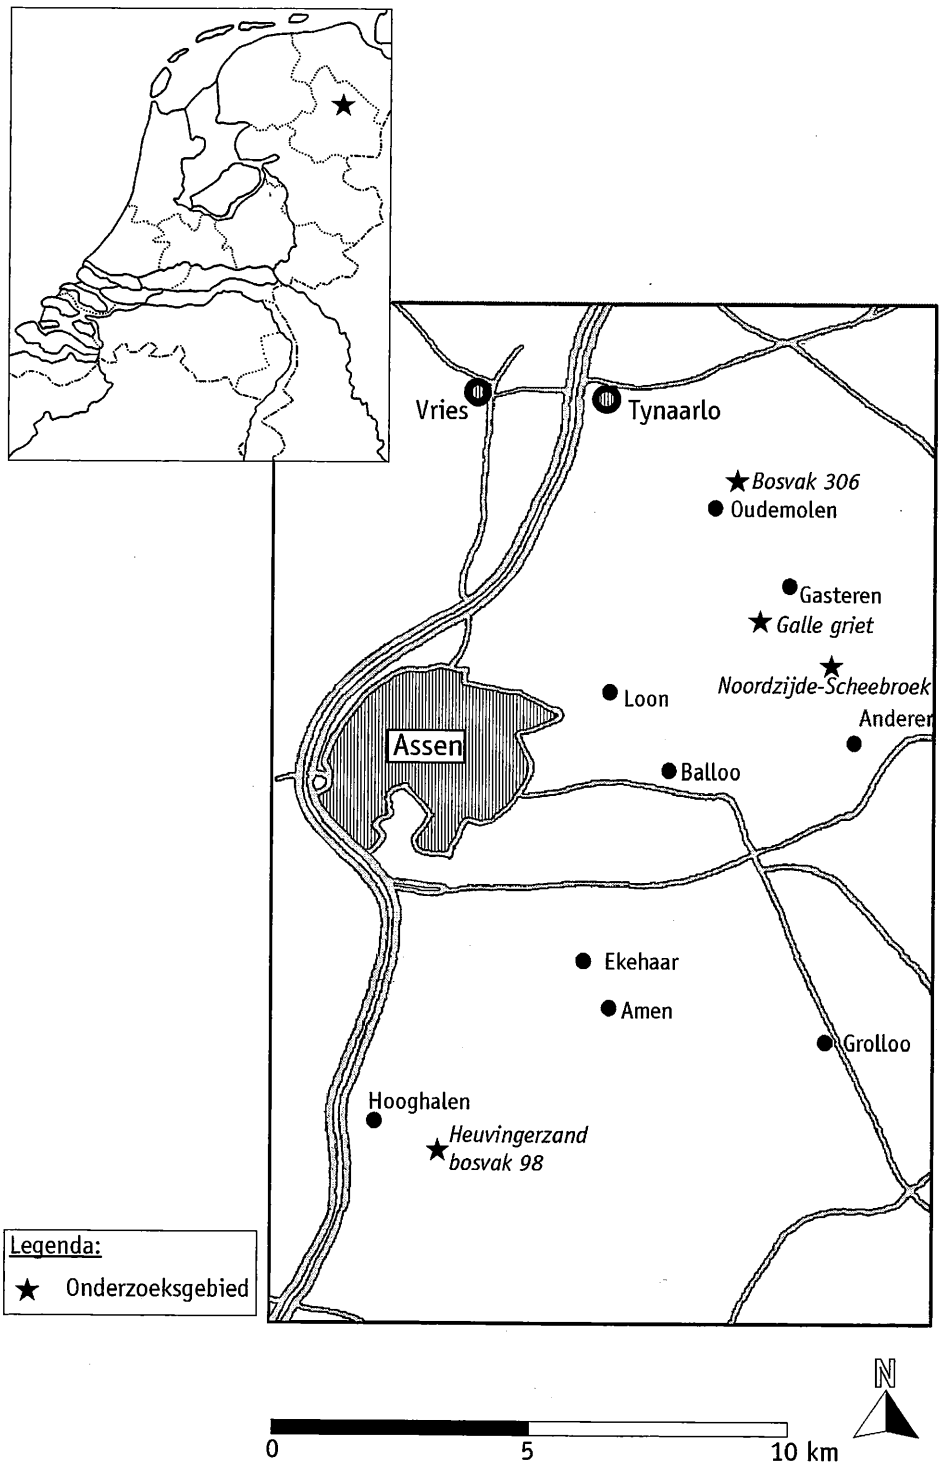 Vries
Tynaarlo
Bosvak 306
Oudemolen
Gasteren
Galle griet
Noordzijde-Scheebroek
Loon
Anderen
Assen
Balloo
Ekehaar
Amen
Grolloo
Hooghalen
Heuvingerzand
bosvak 98
Legenda:
Onderzoeksgebied
N
0 5 10 km